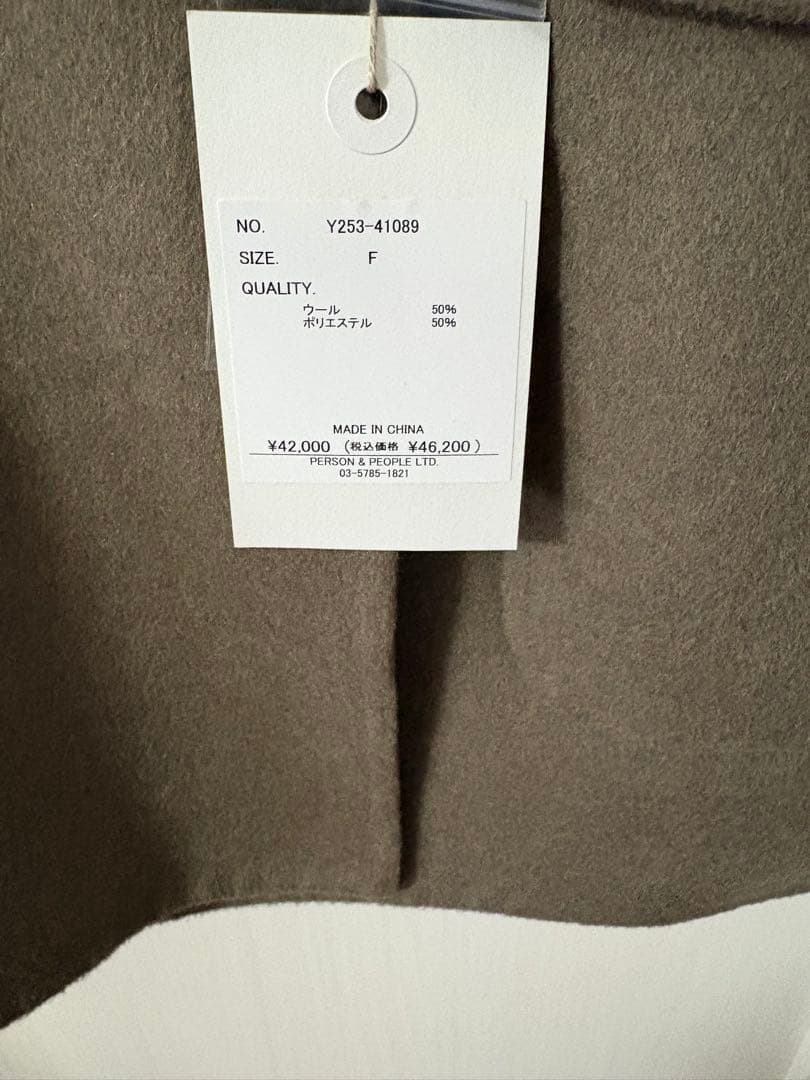 NO. Y253-41089
SIZE. F
QUALITY.
ウール 50%
ポリエステル 50%
MADE IN CHINA
¥42,000 (税込価格 ¥46,200)
PERSON & PEOPLE LTD.
03-5785-1821